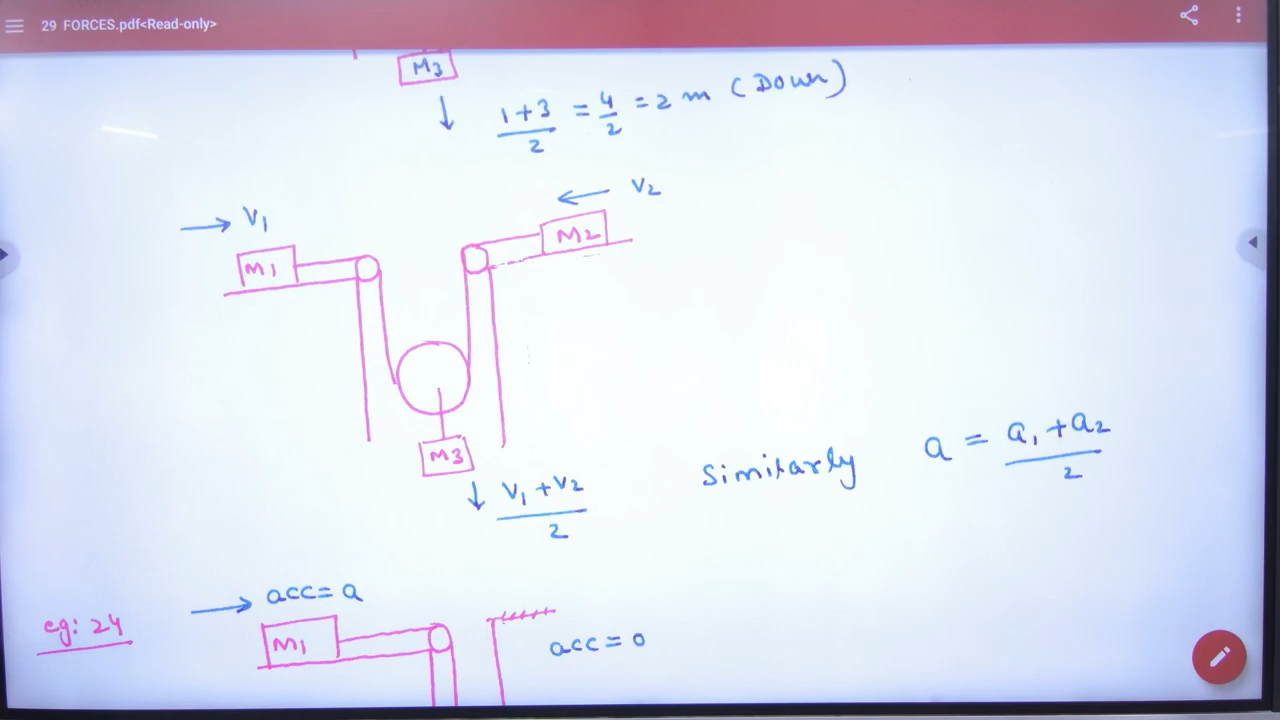 29 FORCES.pdf<Read-only>
M3
↓ 1+3/2 = 4/2 = 2 m (Down)
→ V1
← V2
M1
M2
M3
↓ V1 + V2 / 2
Similarly a = a1 + a2 / 2
eg: 24
→ acc = a
M1
acc = 0